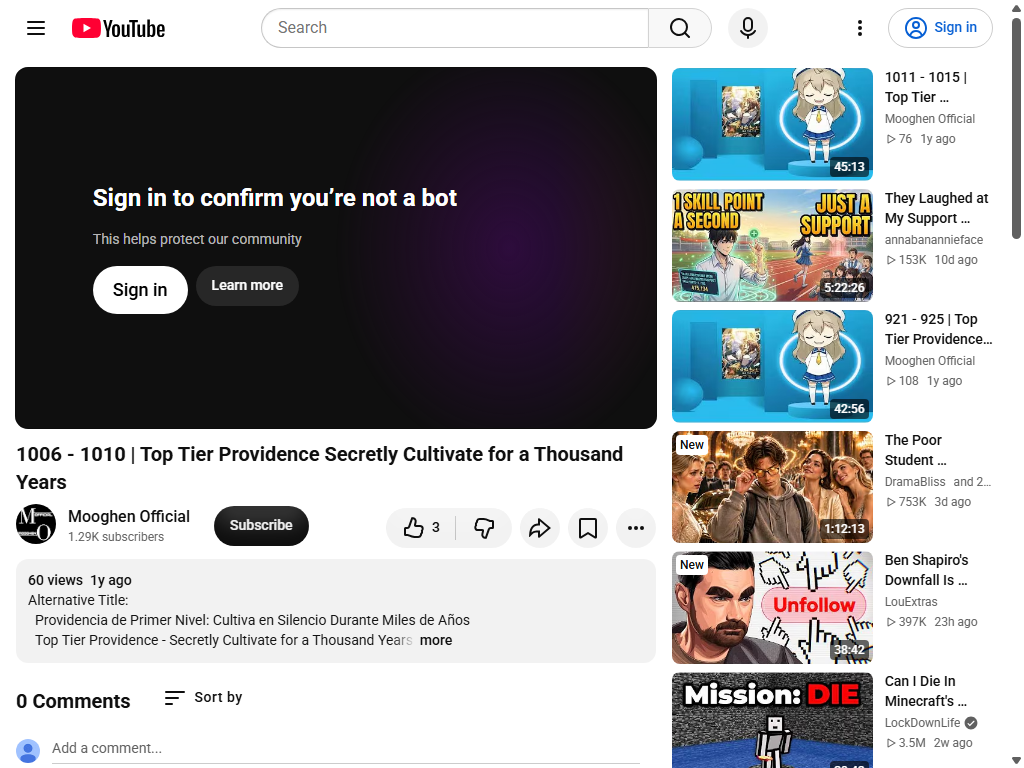 YouTube
Search
Sign in
Sign in to confirm you're not a bot
This helps protect our community
Sign in
Learn more
1006 - 1010 | Top Tier Providence Secretly Cultivate for a Thousand
Years
Mooghen Official
1.29K subscribers
Subscribe
3
60 views 1y ago
Alternative Title:
Providencia de Primer Nivel: Cultiva en Silencio Durante Miles de Años
Top Tier Providence - Secretly Cultivate for a Thousand Years more
0 Comments
Sort by
Add a comment...
45:13
1011 - 1015 |
Top Tier ...
Mooghen Official
76 1y ago
1 SKILL POINT
A SECOND
JUST A
SUPPORT
5:22:26
They Laughed at
My Support ...
annabanannieface
153K 10d ago
42:56
921 - 925 | Top
Tier Providence...
Mooghen Official
108 1y ago
New
1:12:13
The Poor
Student ...
DramaBliss and 2...
753K 3d ago
New
Unfollow
38:42
Ben Shapiro's
Downfall Is ...
LouExtras
397K 23h ago
Mission: DIE
Can I Die In
Minecraft's ...
LockDownLife
3.5M 2w ago